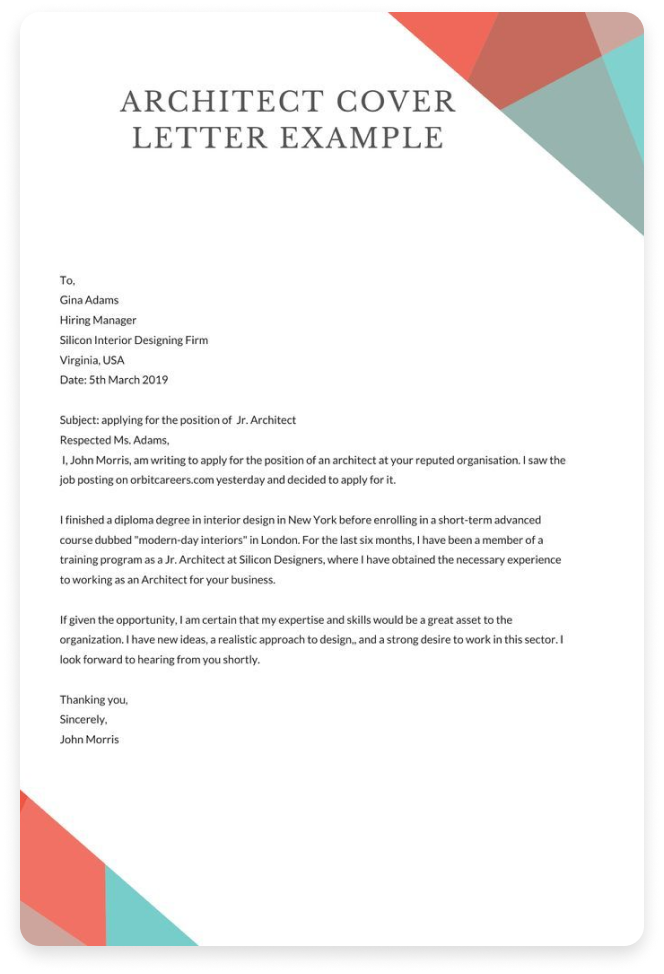 ARCHITECT COVER
LETTER EXAMPLE
To,
Gina Adams
Hiring Manager
Silicon Interior Designing Firm
Virginia, USA
Date: 5th March 2019
Subject: applying for the position of  Jr. Architect
Respected Ms. Adams,
I, John Morris, am writing to apply for the position of an architect at your reputed organisation. I saw the
job posting on orbitcareers.com yesterday and decided to apply for it.
I finished a diploma degree in interior design in New York before enrolling in a short-term advanced
course dubbed "modern-day interiors" in London. For the last six months, I have been a member of a
training program as a Jr. Architect at Silicon Designers, where I have obtained the necessary experience
to working as an Architect for your business.
If given the opportunity, I am certain that my expertise and skills would be a great asset to the
organization. I have new ideas, a realistic approach to design,, and a strong desire to work in this sector. I
look forward to hearing from you shortly.
Thanking you,
Sincerely,
John Morris